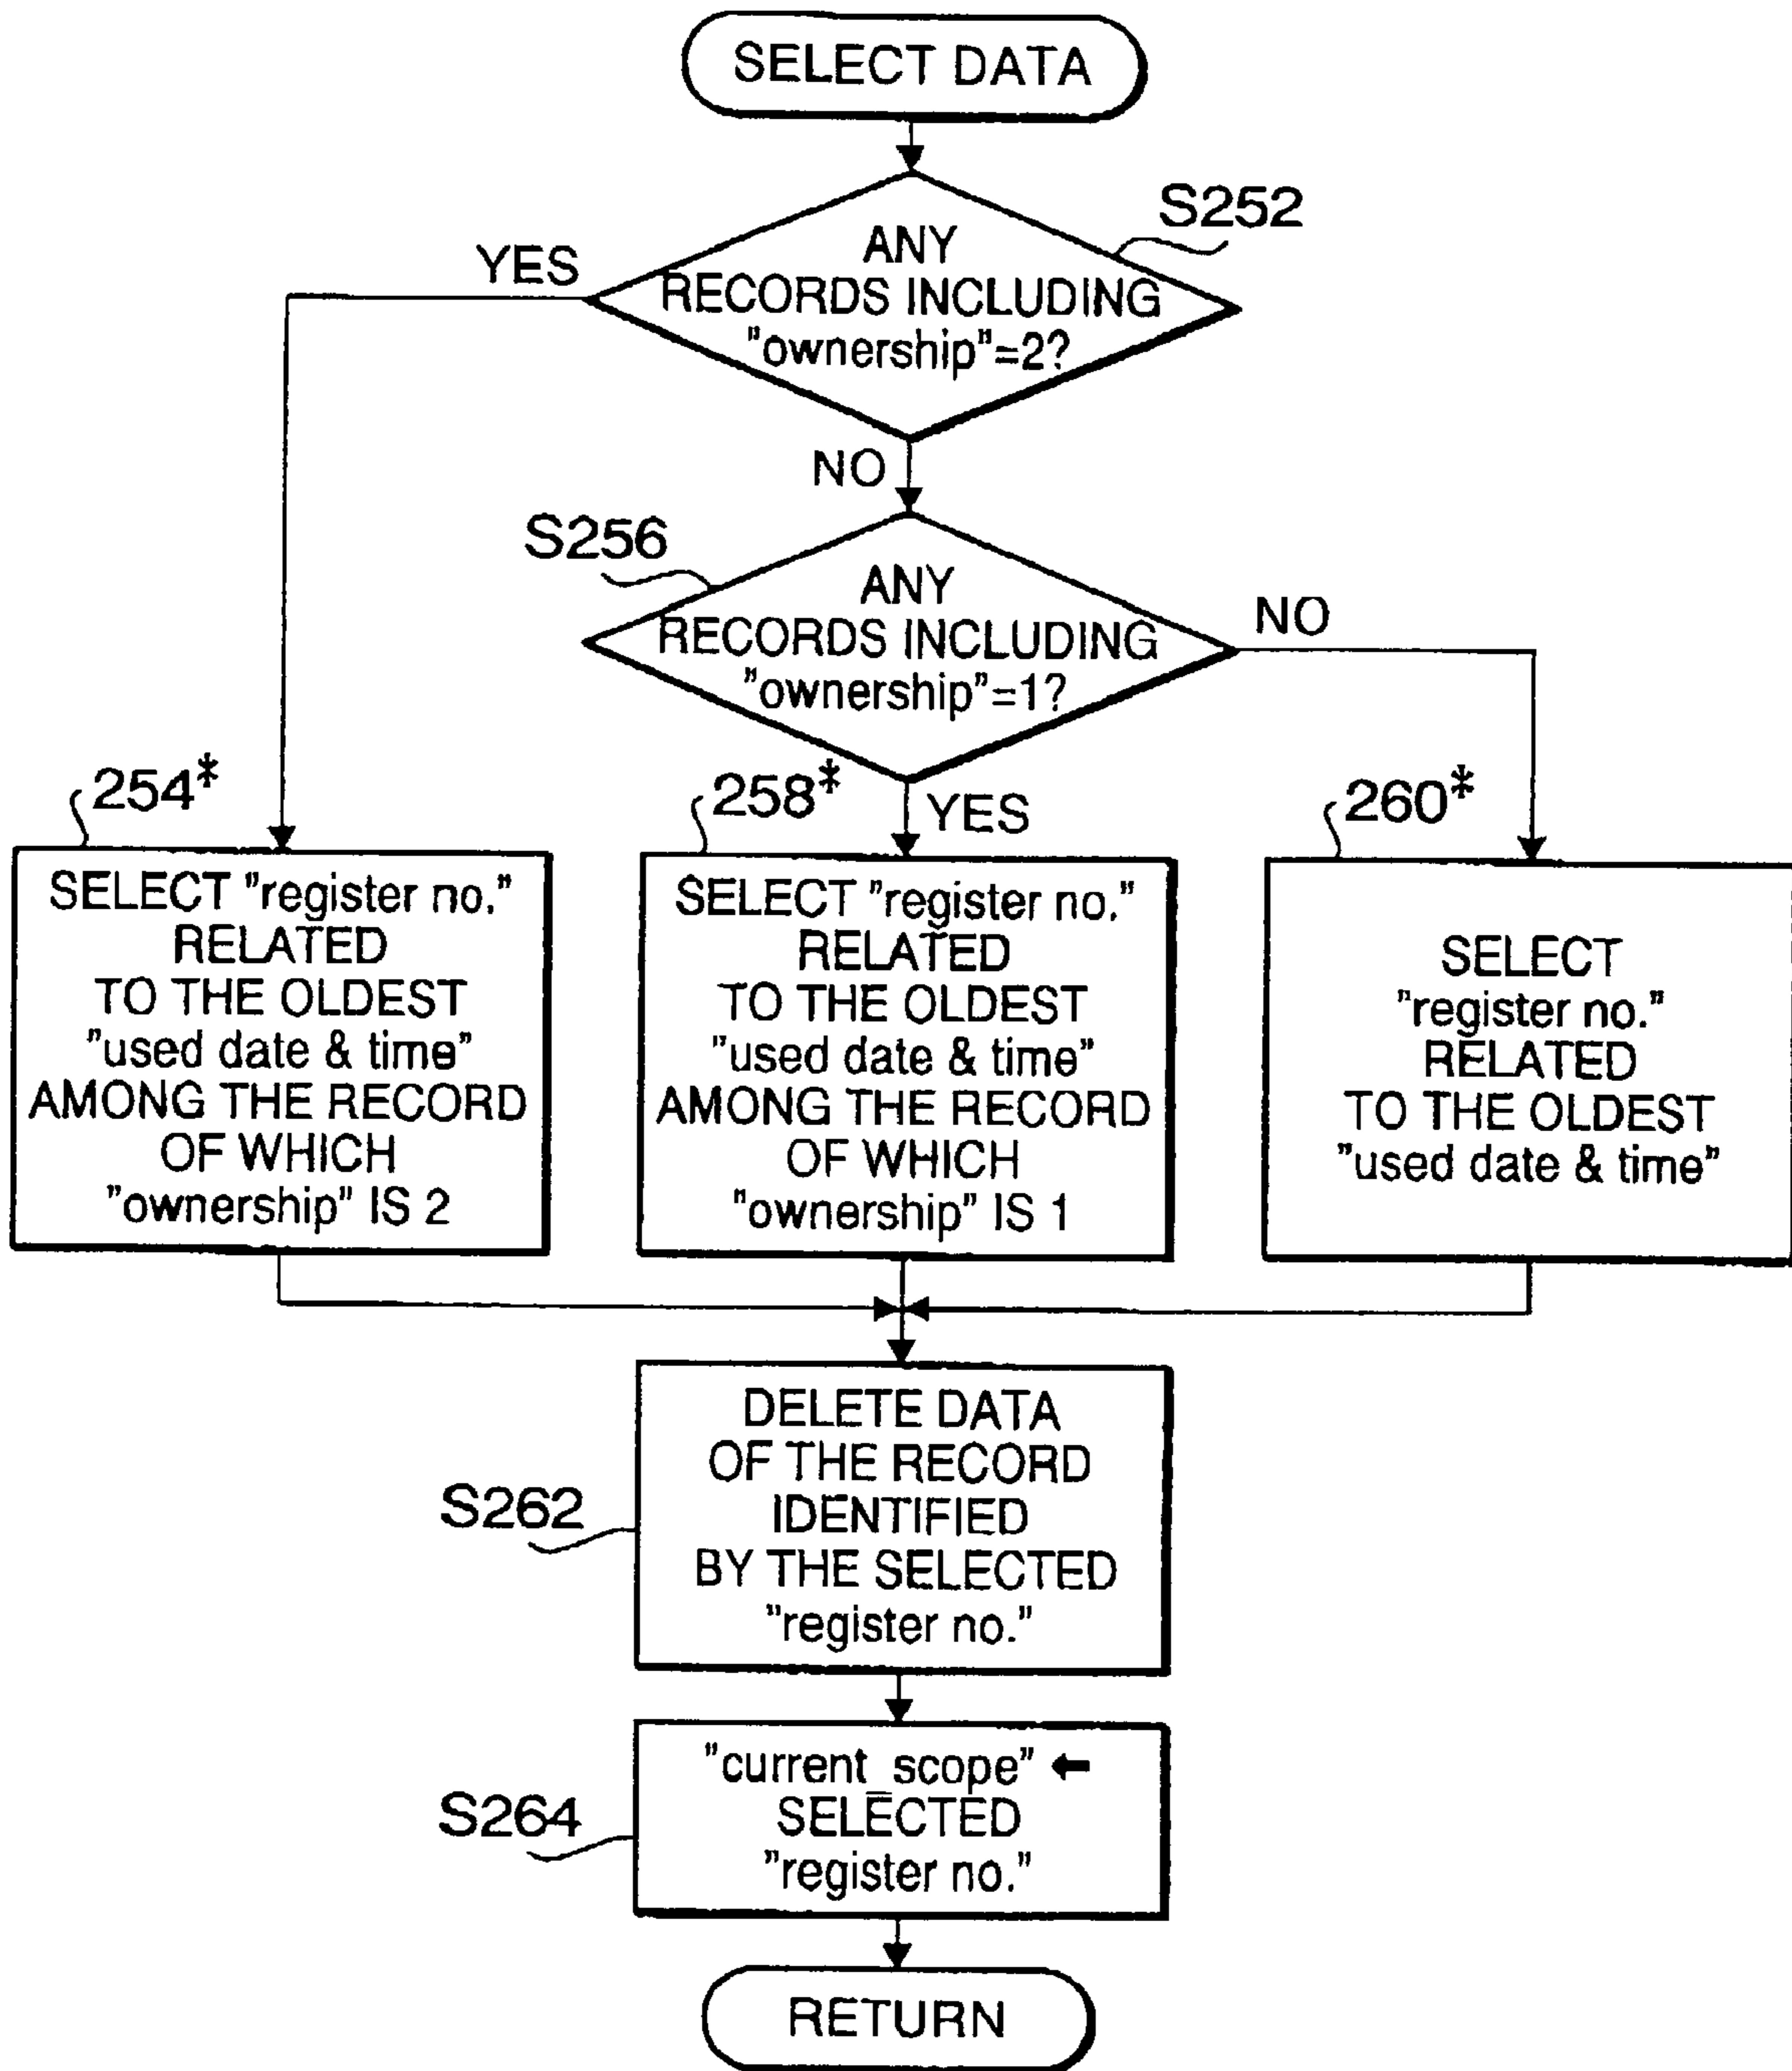 SELECT DATA
S252
YES
ANY
RECORDS INCLUDING
"ownership"=2?
NO
S256
ANY
RECORDS INCLUDING
"ownership"=1?
NO
254*
258*
YES
260*
SELECT "register no."
RELATED
TO THE OLDEST
"used date & time"
AMONG THE RECORD
OF WHICH
"ownership" IS 2
SELECT "register no."
RELATED
TO THE OLDEST
"used date & time"
AMONG THE RECORD
OF WHICH
"ownership" IS 1
SELECT
"register no."
RELATED
TO THE OLDEST
"used date & time"
DELETE DATA
OF THE RECORD
IDENTIFIED
BY THE SELECTED
"register no."
S262
"current_scope" ←
SELECTED
"register no."
S264
RETURN